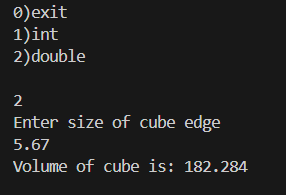 0)exit
1)int
2)double
2
Enter size of cube edge
5.67
Volume of cube is: 182.284